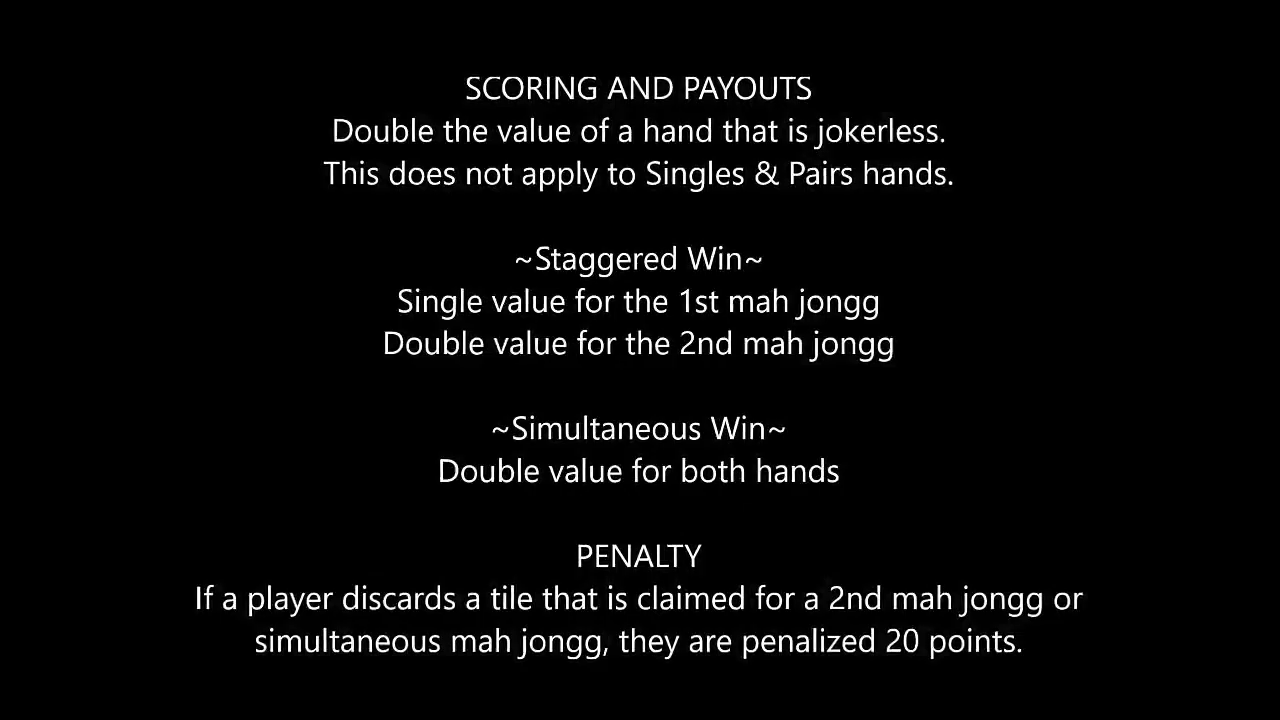 SCORING AND PAYOUTS
Double the value of a hand that is jokerless.
This does not apply to Singles & Pairs hands.
~Staggered Win~
Single value for the 1st mah jongg
Double value for the 2nd mah jongg
~Simultaneous Win~
Double value for both hands
PENALTY
If a player discards a tile that is claimed for a 2nd mah jongg or
simultaneous mah jongg, they are penalized 20 points.